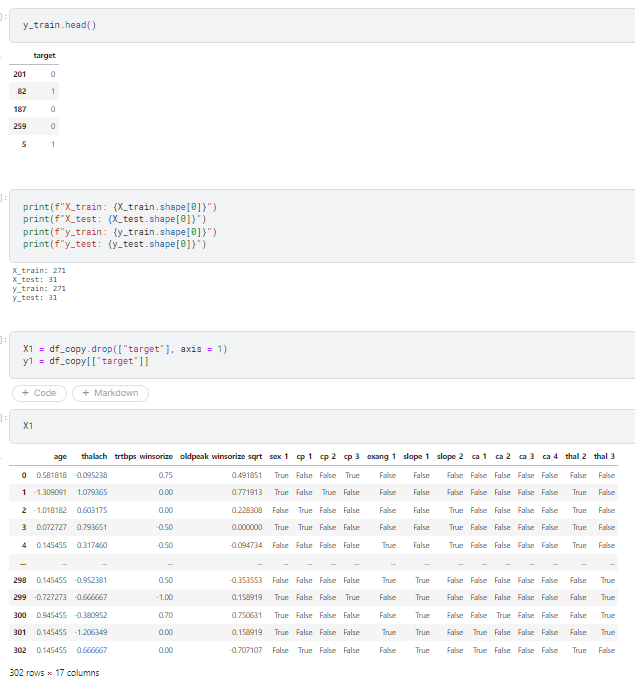 ]:
y_train.head()
target
201 0
82 1
187 0
259 0
5 1
]:
print(f"X_train: {X_train.shape[0]}")
print(f"X_test: {X_test.shape[0]}")
print(f"y_train: {y_train.shape[0]}")
print(f"y_test: {y_test.shape[0]}")
X_train: 271
X_test: 31
y_train: 271
y_test: 31
]:
X1 = df_copy.drop(["target"], axis = 1)
y1 = df_copy[["target"]]
+ Code + Markdown
]:
X1
age thalach trtbps winsorize oldpeak winsorize sqrt sex 1 cp 1 cp 2 cp 3 exang 1 slope 1 slope 2 ca 1 ca 2 ca 3 ca 4 thal 2 thal 3
0 0.581818 -0.095238 0.75 0.491851 True False False True False False False False False False False False False
1 -1.309091 1.079365 0.00 0.771913 True False True False False False False False False False False True False
2 -1.018182 0.603175 0.00 0.228308 False True False False False False True False False False False True False
3 0.072727 0.793651 -0.50 0.000000 True True False False False False True False False False False True False
4 0.145455 0.317460 -0.50 -0.094734 False False False False True False True False False False False True False
... ... ... ... ... ... ... ... ... ... ... ... ... ... ... ... ... ...
298 0.145455 -0.952381 0.50 -0.353553 False False False False True True False False False False False False True
299 -0.727273 -0.666667 -1.00 0.158919 True False False True False True False False False False False False True
300 0.945455 -0.380952 0.70 0.750631 True False False False False True False False True False False False True
301 0.145455 -1.206349 0.00 0.158919 True False False False True True False True False False False False True
302 0.145455 0.666667 0.00 -0.707107 False True False False False True False True False False False True False
302 rows × 17 columns